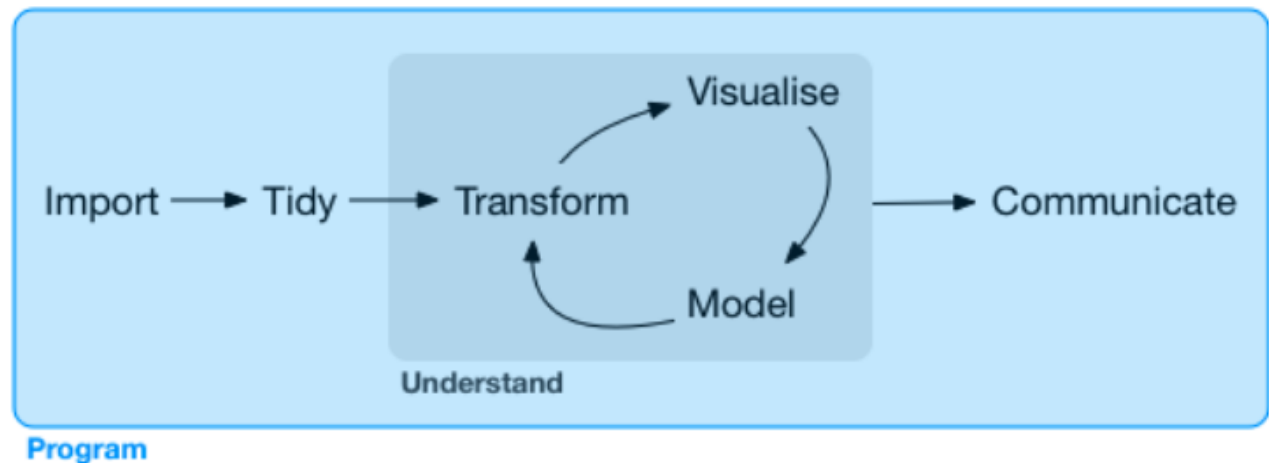 Visualise
Import Tidy Transform Communicate
Model
Understand
Program